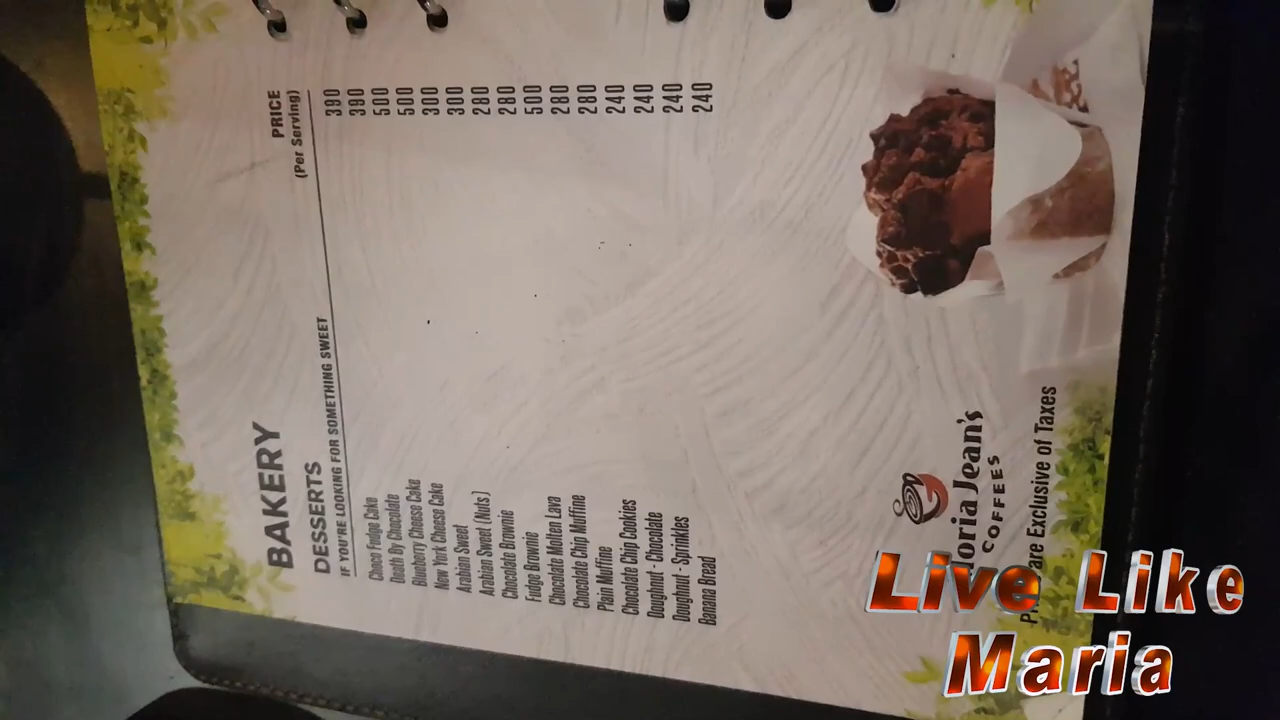 BAKERY
DESSERTS PRICE
IF YOU'RE LOOKING FOR SOMETHING SWEET (Per Serving)
Choco Fudge Cake 390
Death By Chocolate 390
Blueberry Cheese Cake 500
New York Cheese Cake 500
Arabian Sweet 300
Arabian Sweet (Nuts) 300
Chocolate Brownie 280
Fudge Brownie 280
Chocolate Molten Lava 500
Chocolate Chip Muffine 280
Plain Muffine 280
Chocolate Chip Cookies 240
Doughnut - Chocolate 240
Doughnut -Sprinkles 240
Banana Bread 240
loria Jean's
COFFEES
are Exclusive of Taxes
Live Like
Maria